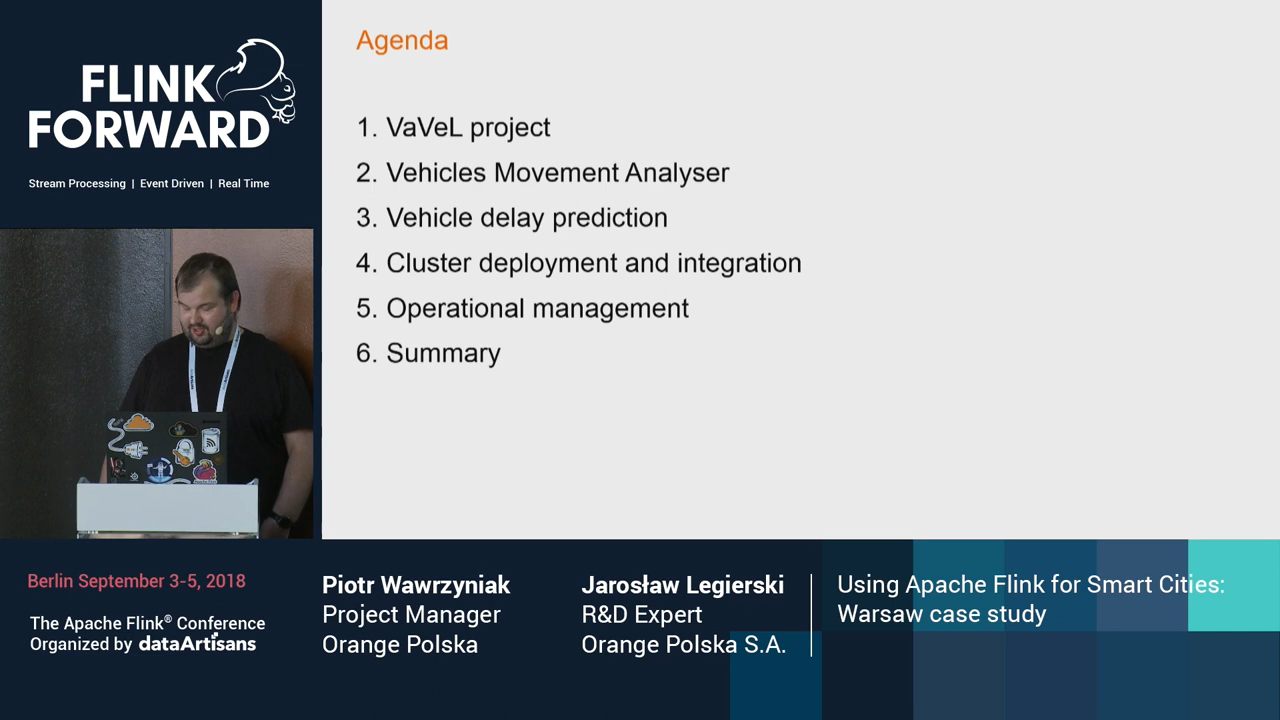 FLINK
FORWARD
Stream Processing | Event Driven | Real Time
Agenda
1. VaVeL project
2. Vehicles Movement Analyser
3. Vehicle delay prediction
4. Cluster deployment and integration
5. Operational management
6. Summary
Berlin September 3-5, 2018
The Apache Flink® Conference
Organized by dataArtisans
Piotr Wawrzyniak
Project Manager
Orange Polska
Jarosław Legierski
R&D Expert
Orange Polska S.A.
Using Apache Flink for Smart Cities:
Warsaw case study